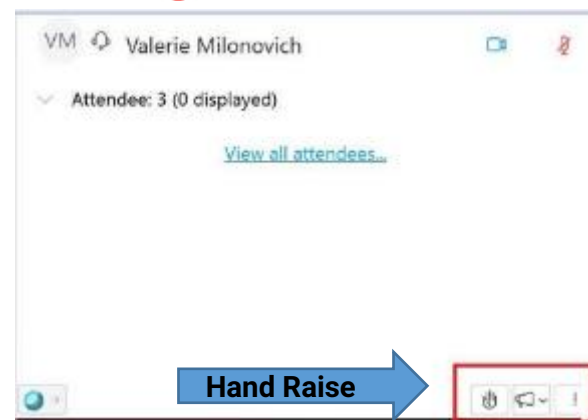 VM Valerie Milonovich
Attendee: 3 (0 displayed)
View all attendees...
Hand Raise